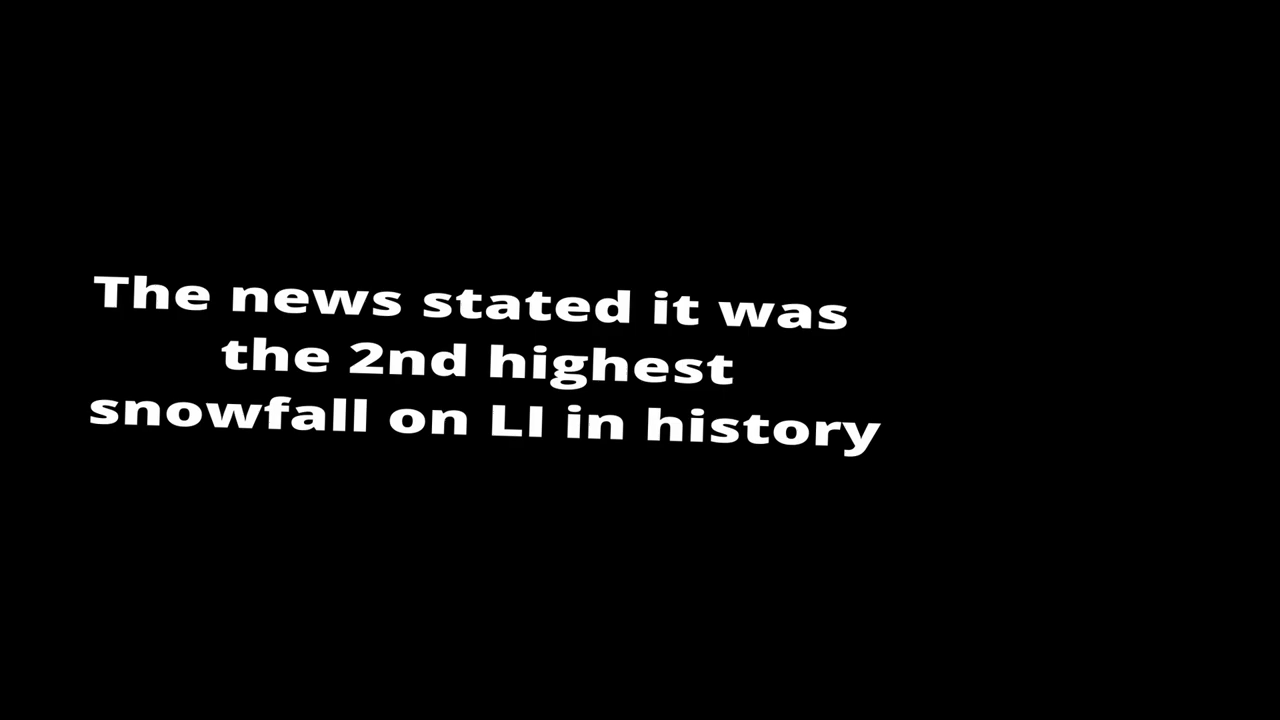 The news stated it was
the 2nd highest
snowfall on LI in history